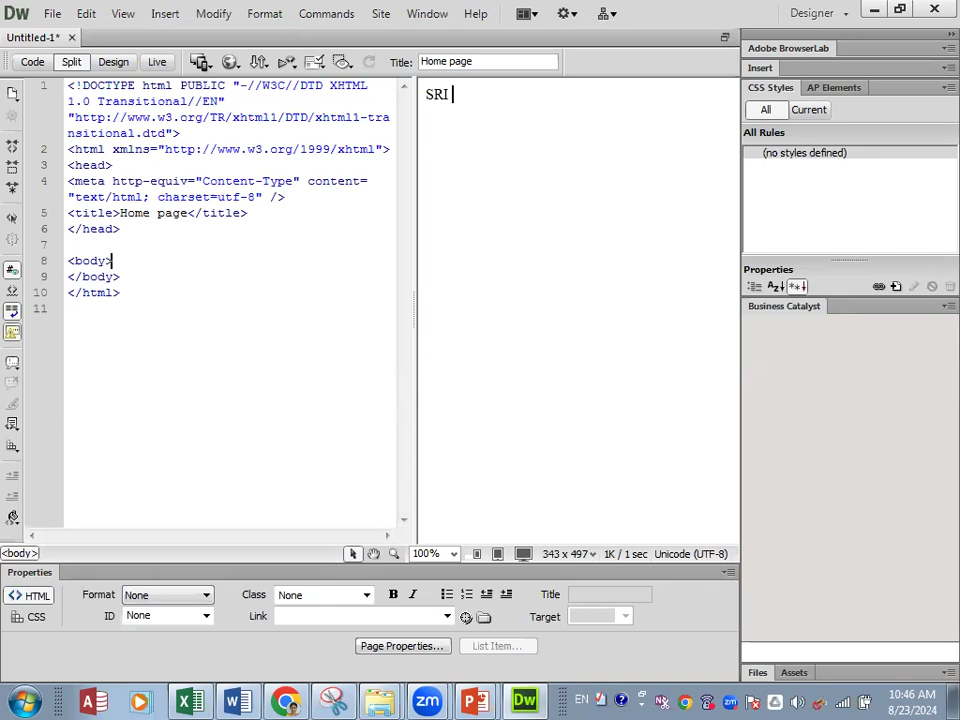 Dw File Edit View Insert Modify Format Commands Site Window Help Designer
Untitled-1*
Code Split Design Live Title: Home page
1 <!DOCTYPE html PUBLIC "-//W3C//DTD XHTML
1.0 Transitional//EN"
"http://www.w3.org/TR/xhtml1/DTD/xhtml1-tra
nsitional.dtd">
2 <html xmlns="http://www.w3.org/1999/xhtml">
3 <head>
4 <meta http-equiv="Content-Type" content=
"text/html; charset=utf-8" />
5 <title>Home page</title>
6 </head>
7
8 <body>
9 </body>
10 </html>
11
SRI
Adobe BrowserLab
Insert
CSS Styles AP Elements
All Current
All Rules
(no styles defined)
Properties
Business Catalyst
Files Assets
<body> 100% 343 x 497 1K / 1 sec Unicode (UTF-8)
Properties
<> HTML Format None Class None B I Title
CSS ID None Link Target
Page Properties... List Item...
EN
10:46 AM
8/23/2024